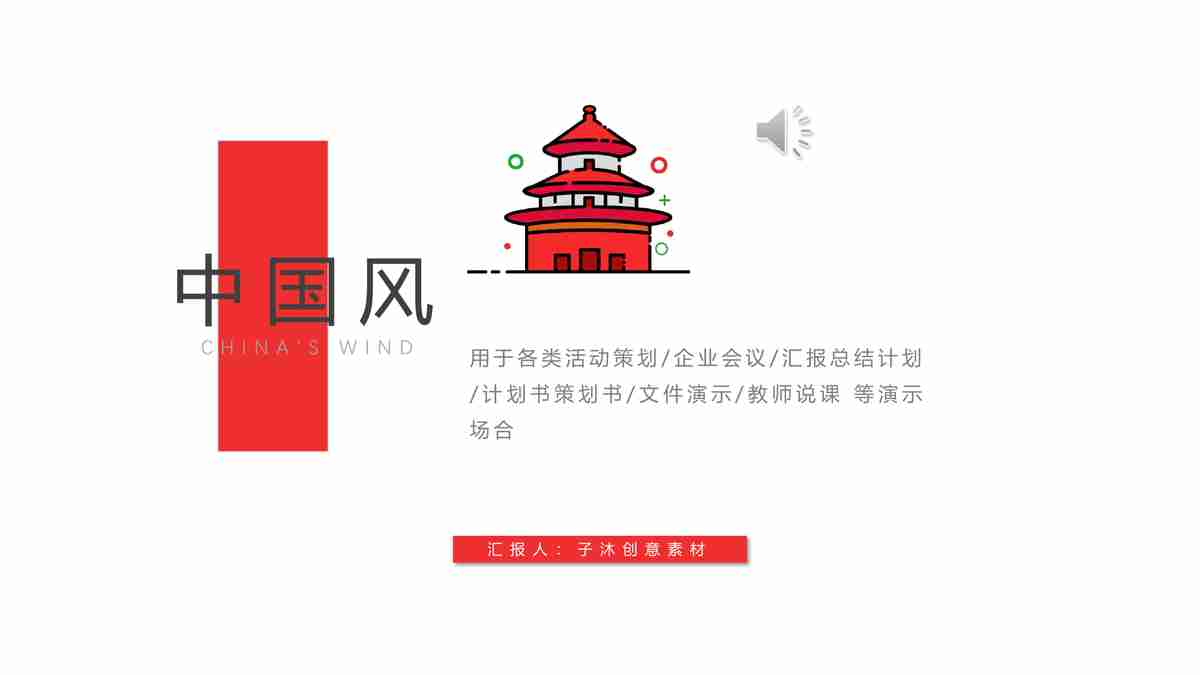 中国风
CHINA'S WIND
用于各类活动策划/企业会议/汇报总结计划
/计划书策划书/文件演示/教师说课 等演示
场合
汇报人：子沐创意素材